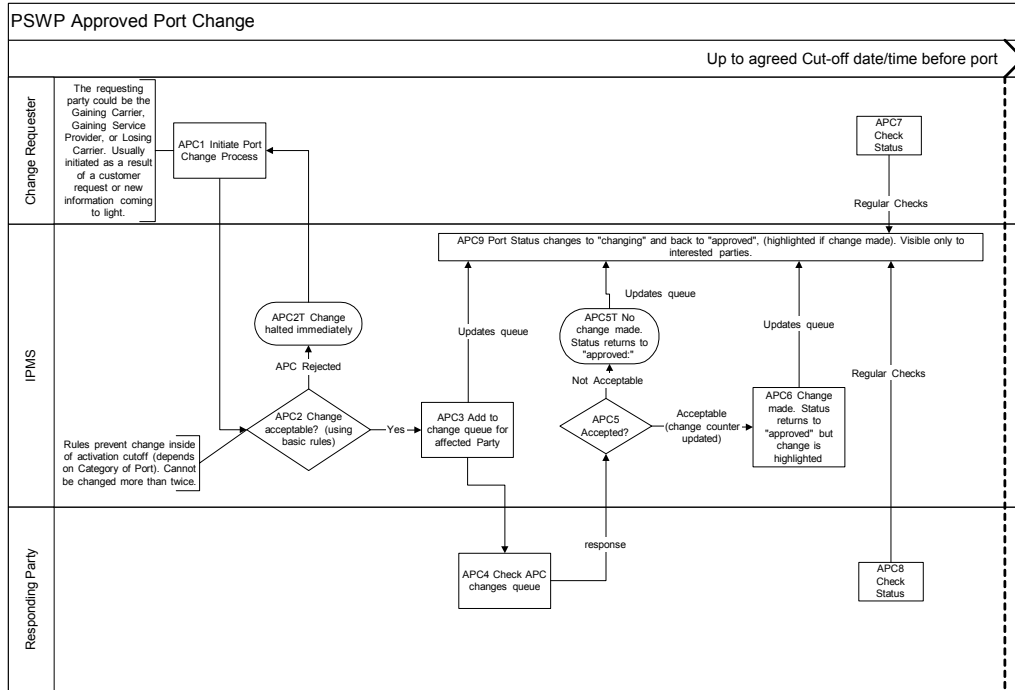 PSWP Approved Port Change
Up to agreed Cut-off date/time before port
Change Requester
The requesting
party could be the
Gaining Carrier,
Gaining Service
Provider, or Losing
Carrier. Usually
initiated as a result
of a customer
request or new
information coming
to light.
APC1 Initiate Port
Change Process
APC7
Check
Status
Regular Checks
IPMS
APC9 Port Status changes to "changing" and back to "approved", (highlighted if change made). Visible only to
interested parties.
APC2T Change
halted immediately
APC Rejected
APC2 Change
acceptable? (using
basic rules)
Rules prevent change inside
of activation cutoff (depends
on Category of Port). Cannot
be changed more than twice.
Yes
APC3 Add to
change queue for
affected Party
Updates queue
APC5T No
change made.
Status returns to
"approved:"
Updates queue
Not Acceptable
APC5
Accepted?
Acceptable
(change counter
updated)
APC6 Change
made. Status
returns to
"approved" but
change is
highlighted
Updates queue
Regular Checks
Responding Party
APC4 Check APC
changes queue
response
APC8
Check
Status